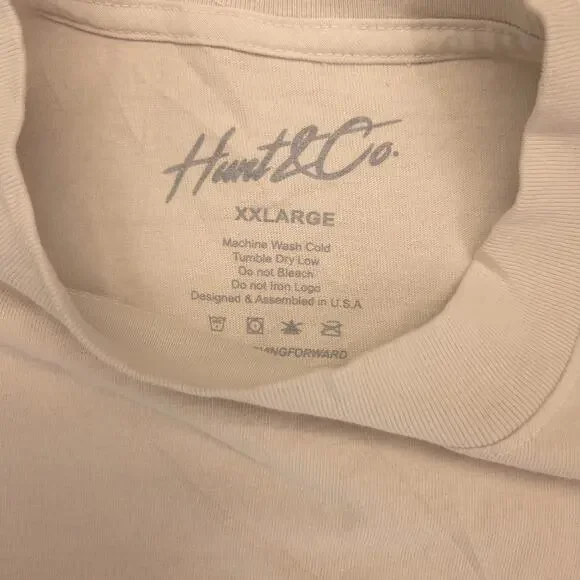 Hunt & Co.
XXLARGE
Machine Wash Cold
Tumble Dry Low
Do not Bleach
Do not Iron Logo
Designed & Assembled in U.S.A